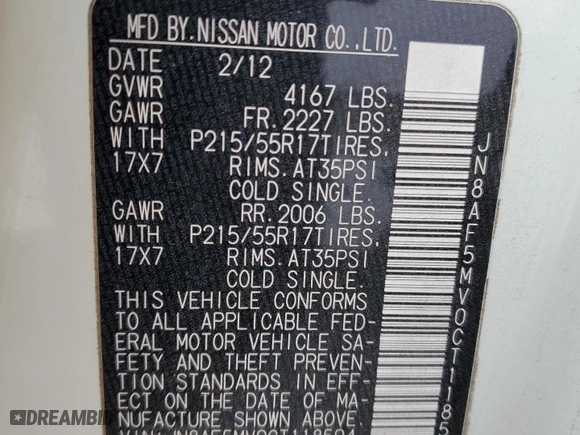 MFD BY.NISSAN MOTOR CO.,LTD.
DATE 2/12
GVWR 4167 LBS.
GAWR FR.2227 LBS.
WITH P215/55R17TIRES,
17X7 RIMS.AT35PSI
COLD SINGLE.
GAWR RR.2006 LBS.
WITH P215/55R17TIRES,
17X7 RIMS.AT35PSI
COLD SINGLE.
THIS VEHICLE CONFORMS
TO ALL APPLICABLE FED-
ERAL MOTOR VEHICLE SA-
FETY AND THEFT PREVEN-
TION STANDARDS IN EFF-
ECT ON THE DATE OF MA-
NUFACTURE SHOWN ABOVE.
JN8AF5MV0CT1185
DREAMBID